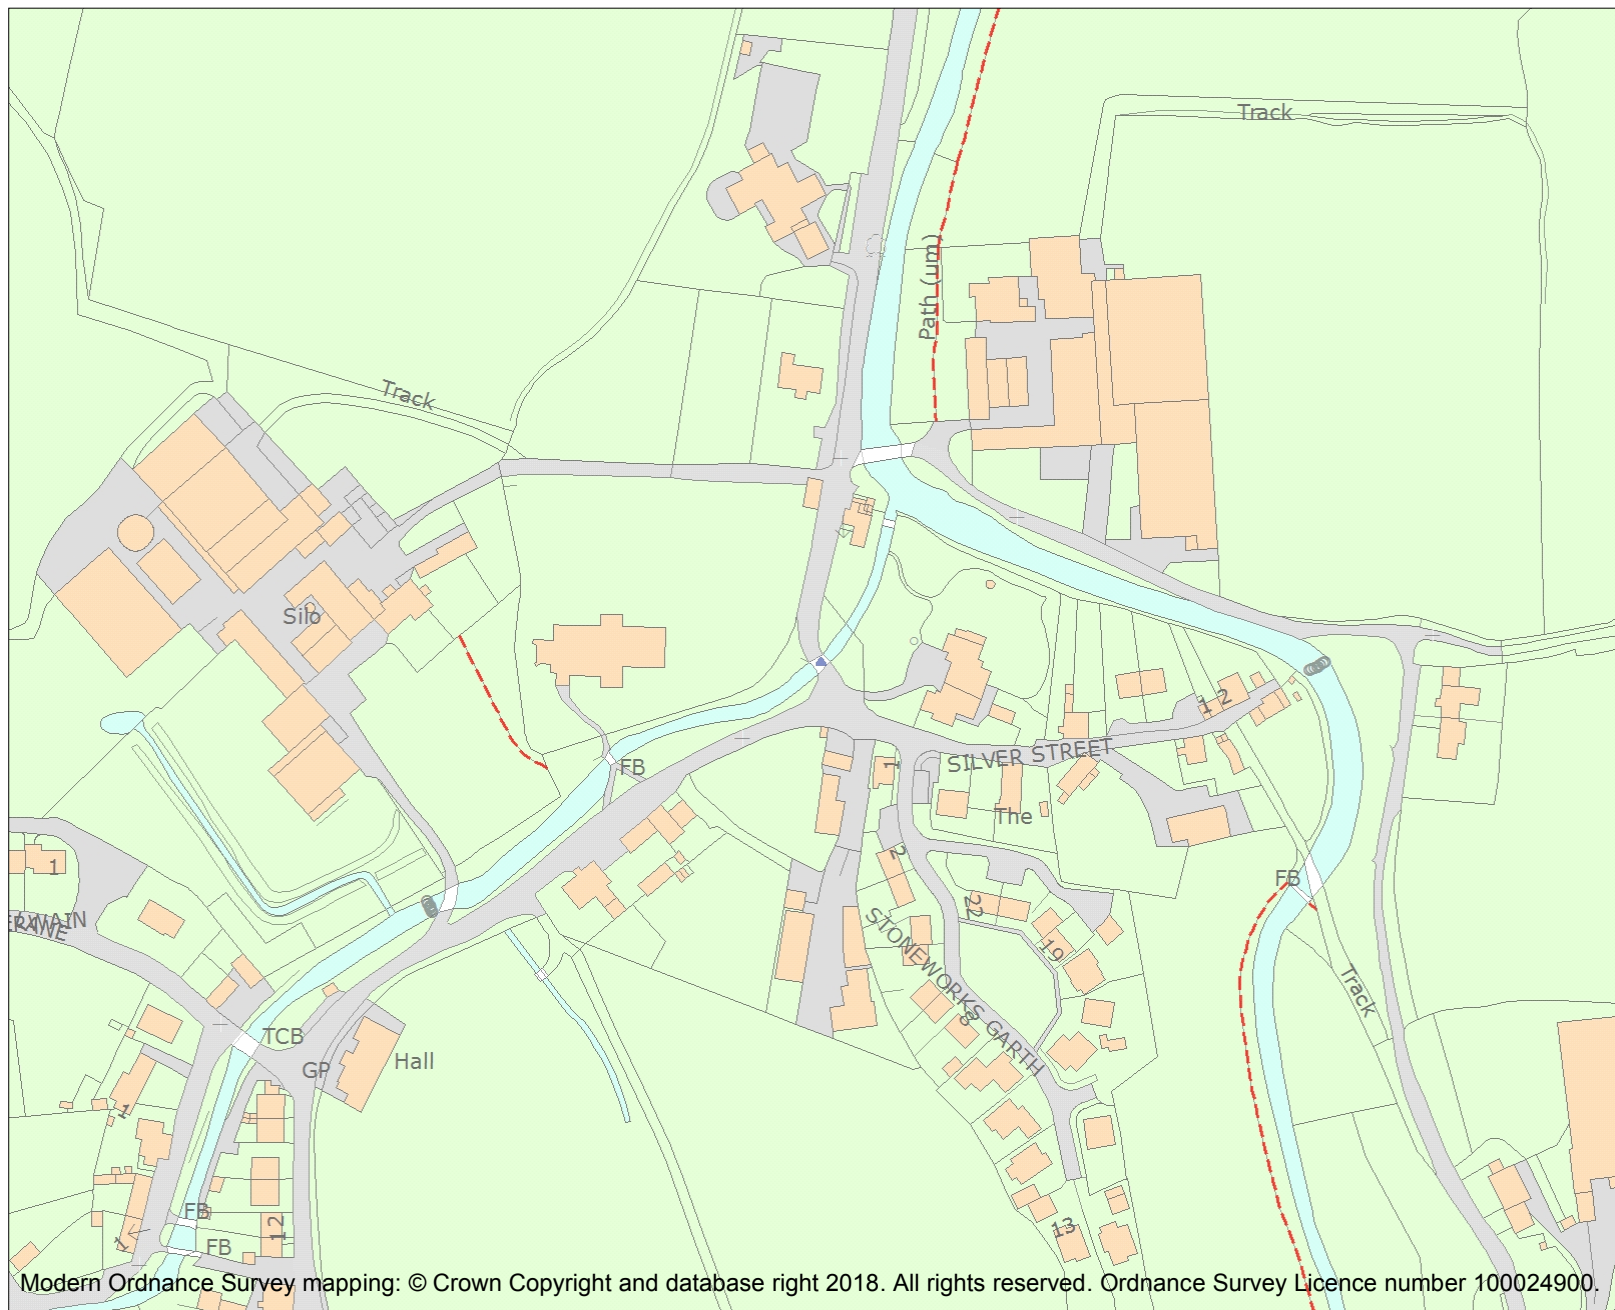 Track
Path (um)
Track
Silo
SILVER STREET
1 2
FB
1
The
2
FB
1
22
19
STONEWORKS GARTH
8
Track
TCB
GP
Hall
1
FB
12
FB
1
13
Modern Ordnance Survey mapping: © Crown Copyright and database right 2018. All rights reserved. Ordnance Survey Licence number 100024900.